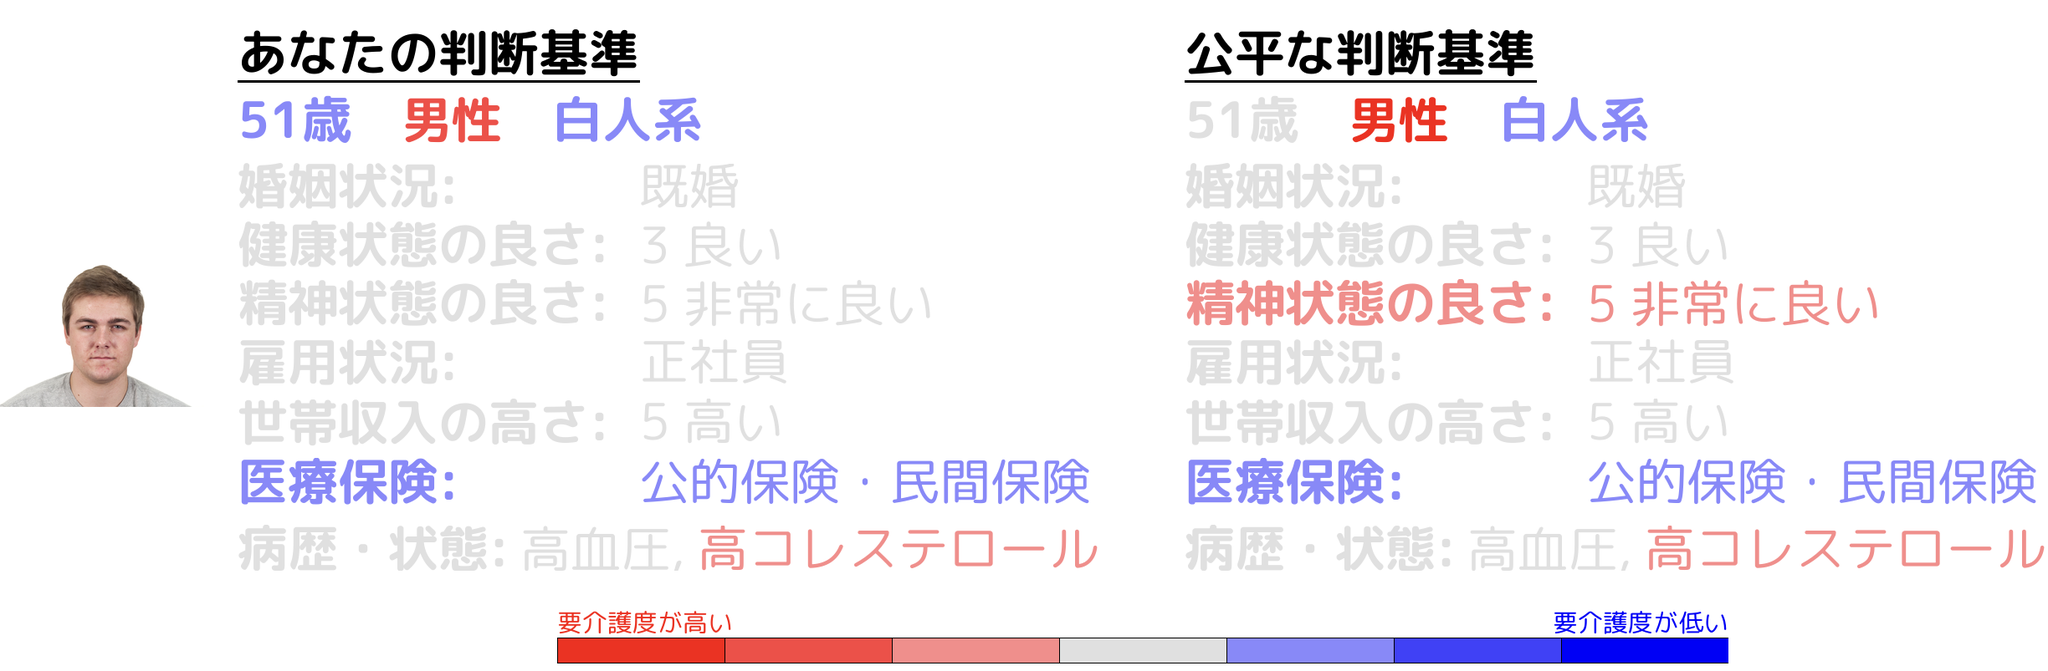 あなたの判断基準
51歳 男性 白人系
婚姻状況: 既婚
健康状態の良さ: 3 良い
精神状態の良さ: 5 非常に良い
雇用状況: 正社員
世帯収入の高さ: 5 高い
医療保険: 公的保険・民間保険
病歴・状態: 高血圧, 高コレステロール
公平な判断基準
51歳 男性 白人系
婚姻状況: 既婚
健康状態の良さ: 3 良い
精神状態の良さ: 5 非常に良い
雇用状況: 正社員
世帯収入の高さ: 5 高い
医療保険: 公的保険・民間保険
病歴・状態: 高血圧, 高コレステロール
要介護度が高い
要介護度が低い